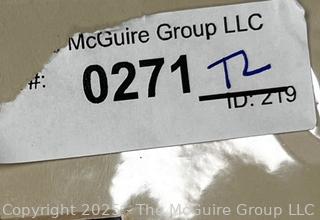 McGuire Group LLC
#: 0271 TL
ID: 219
Copyright 2025 - The McGuire Group LLC